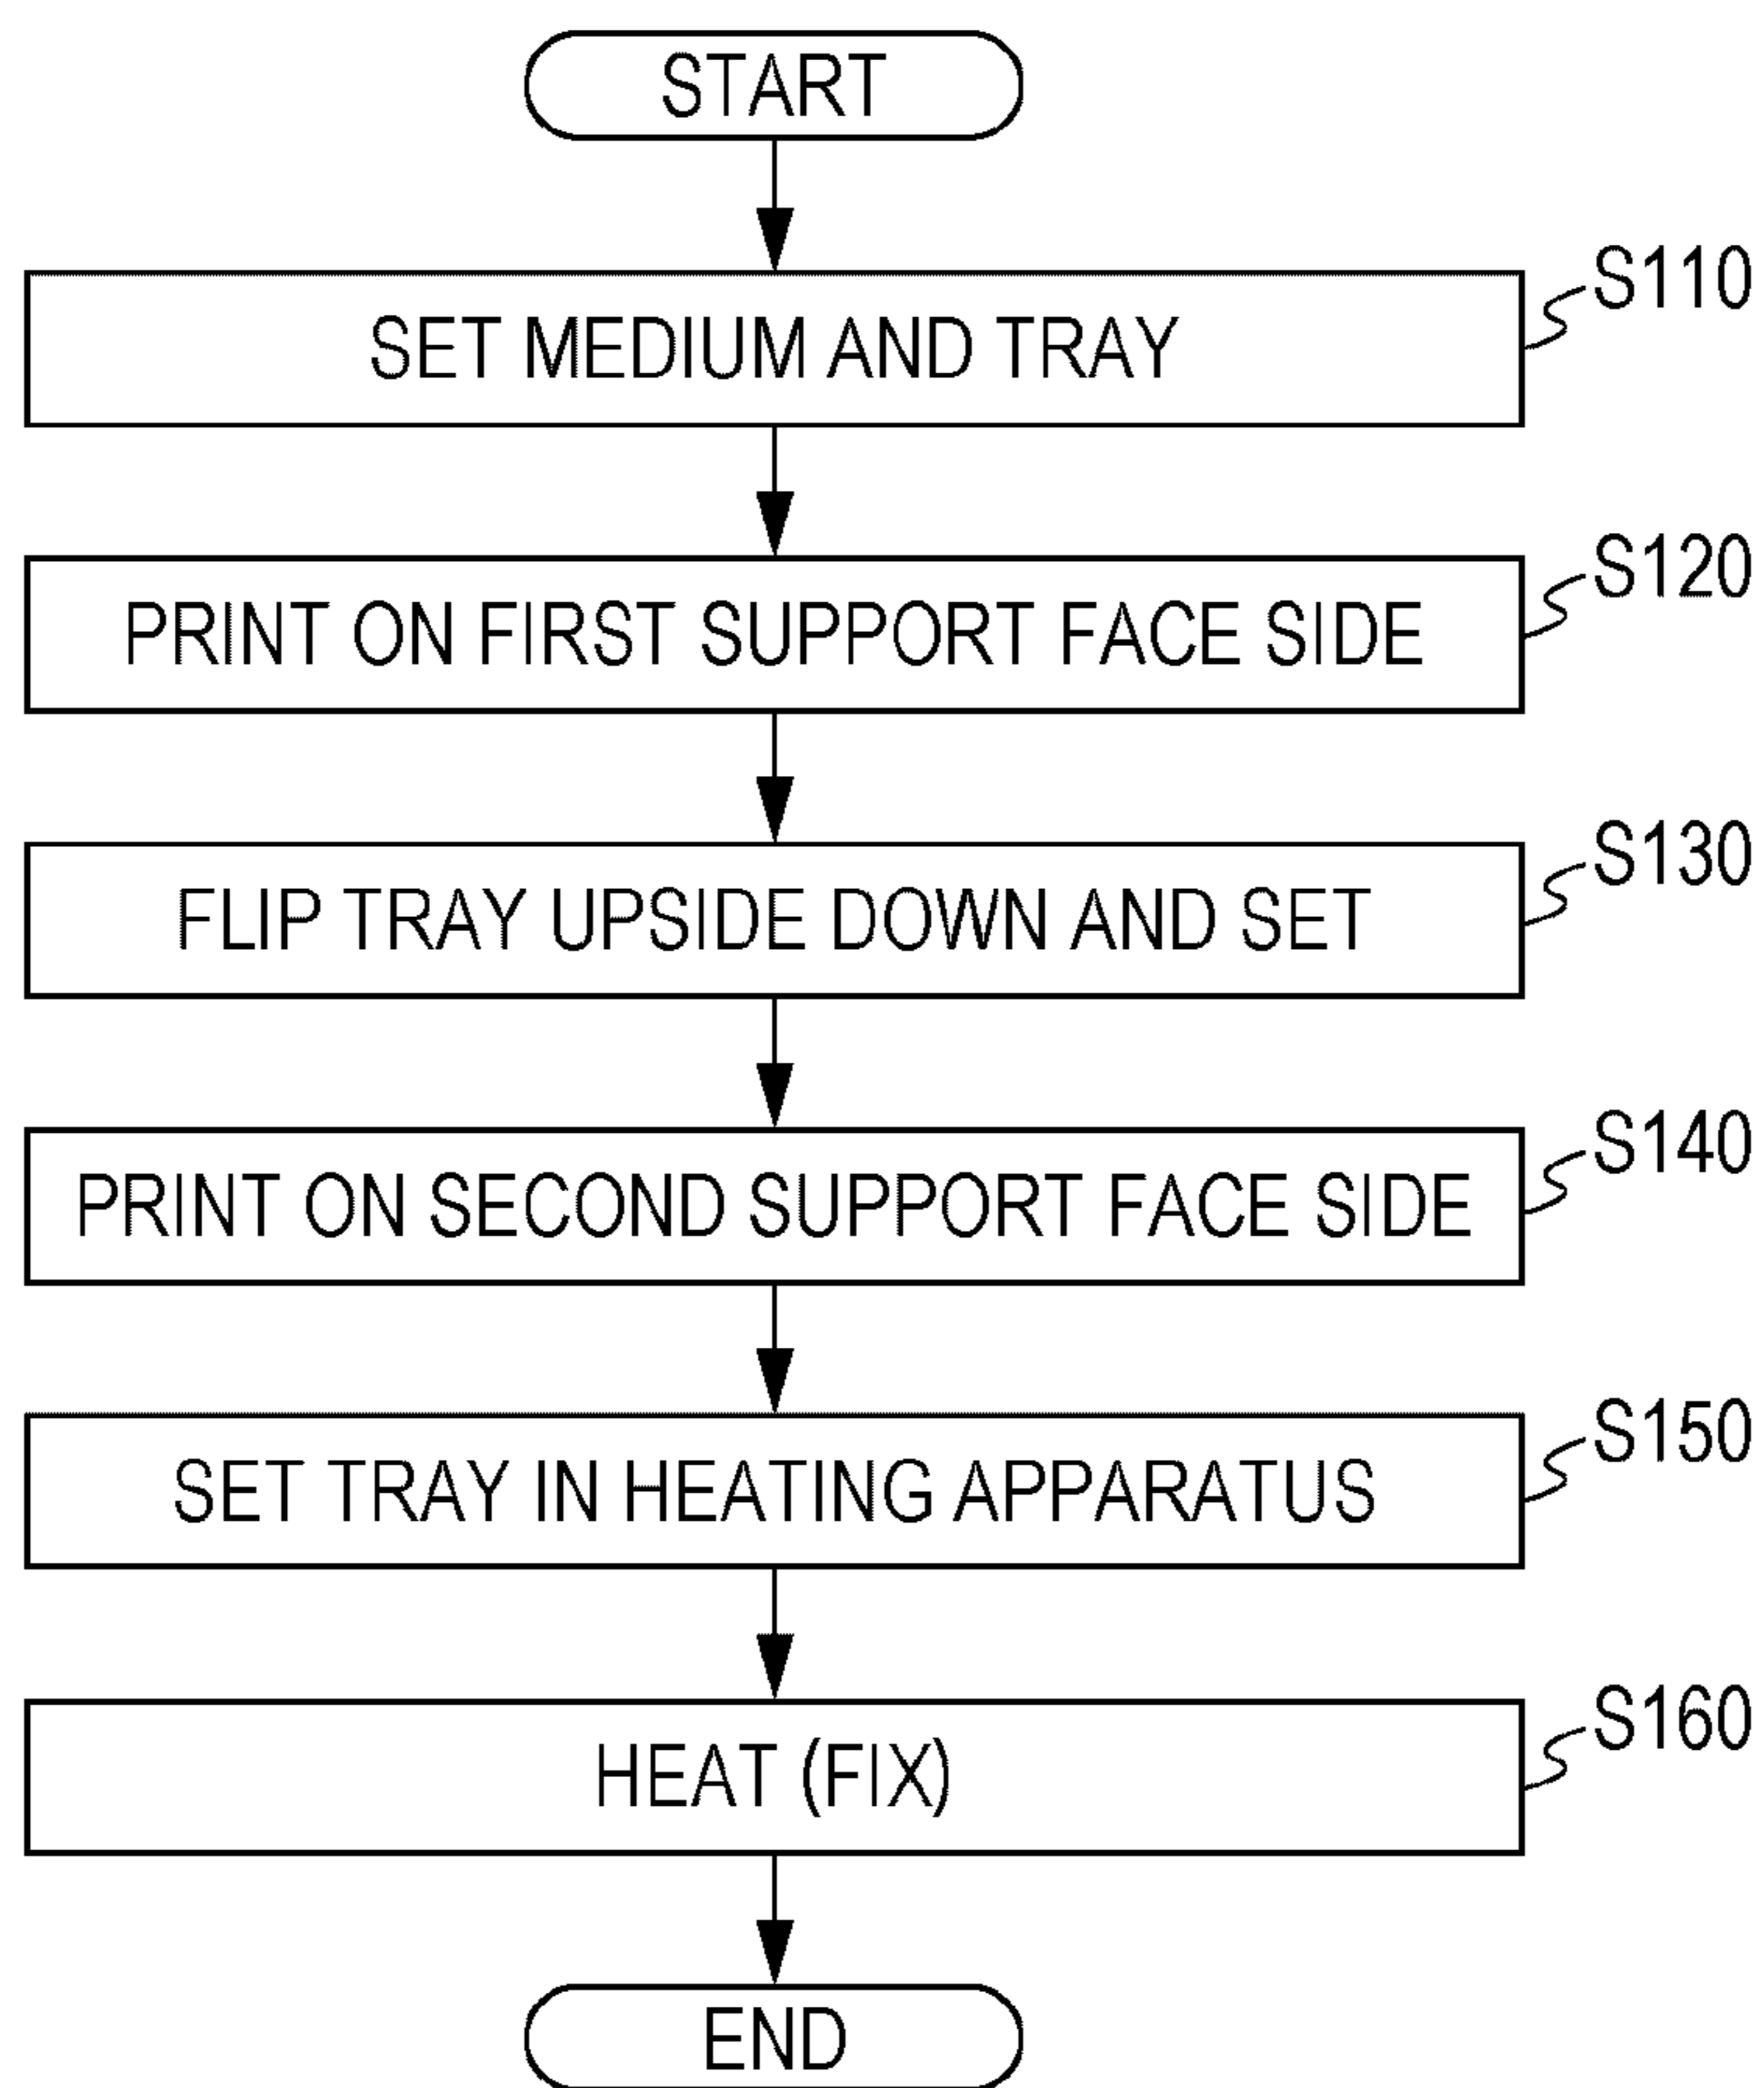 START
S110
SET MEDIUM AND TRAY
S120
PRINT ON FIRST SUPPORT FACE SIDE
S130
FLIP TRAY UPSIDE DOWN AND SET
S140
PRINT ON SECOND SUPPORT FACE SIDE
S150
SET TRAY IN HEATING APPARATUS
S160
HEAT (FIX)
END